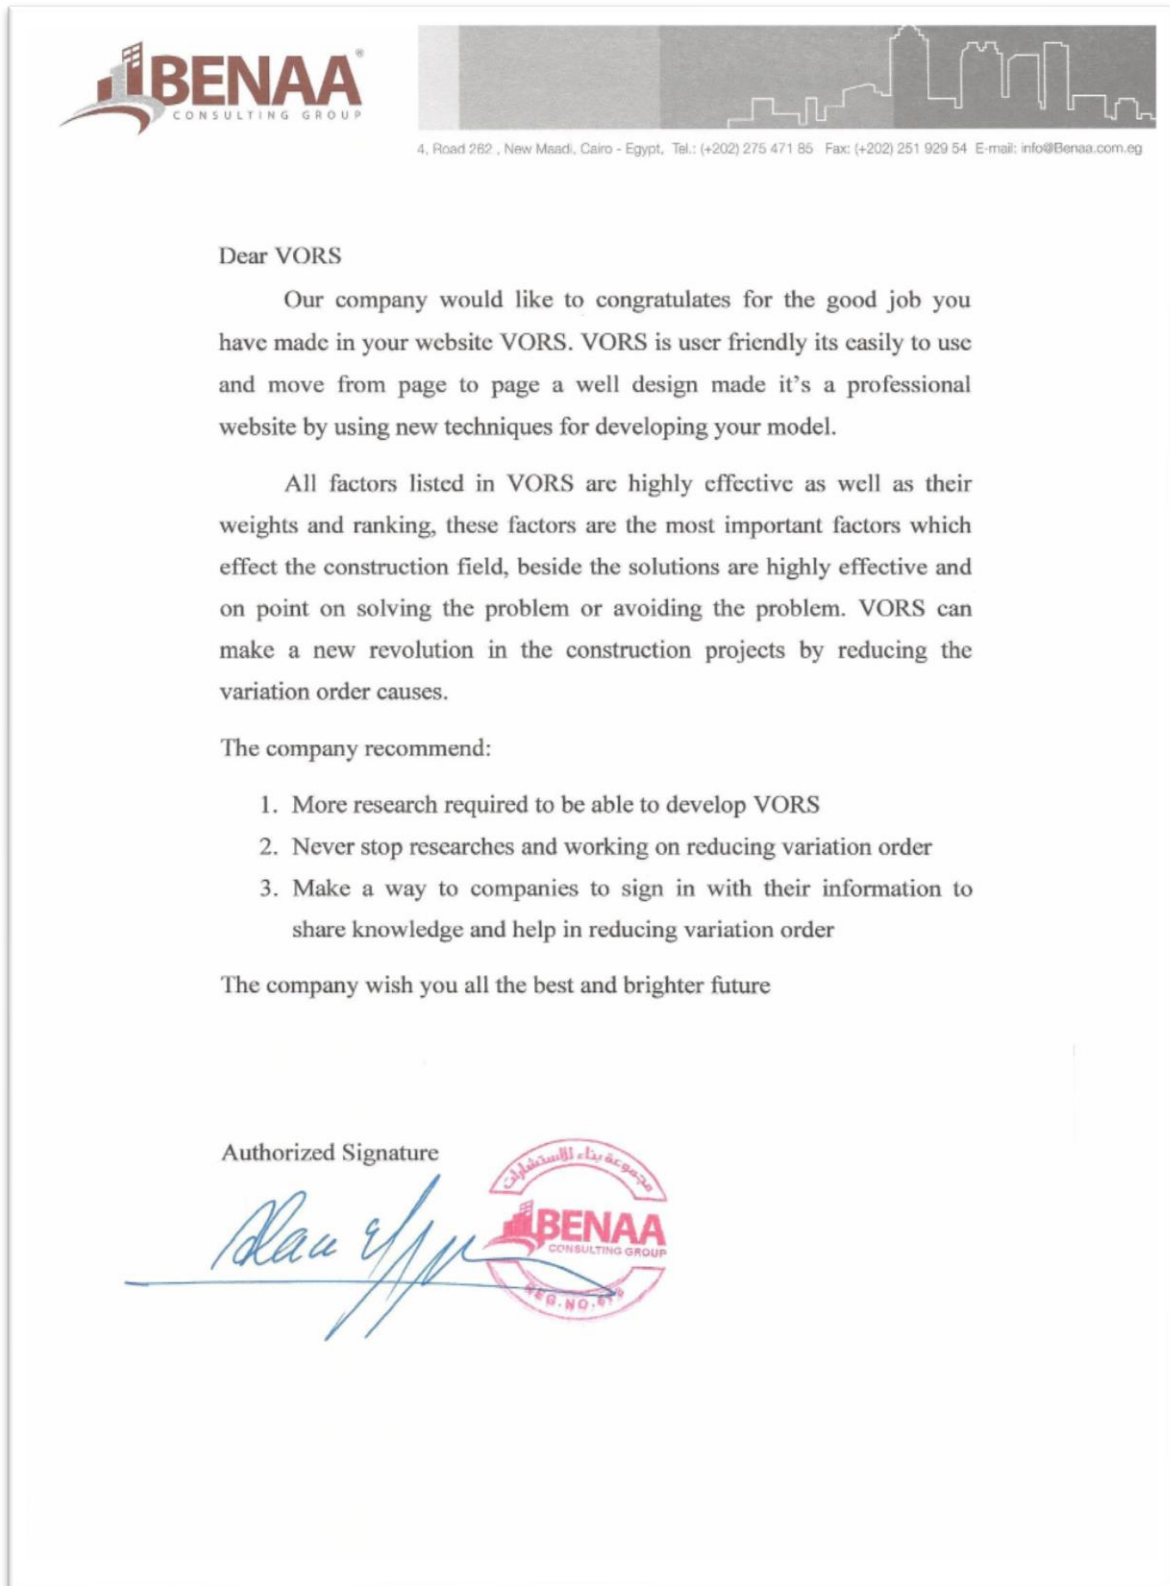 BENAA®
CONSULTING GROUP
4, Road 262 , New Maadi, Cairo - Egypt, Tel.: (+202) 275 471 85 Fax: (+202) 251 929 54 E-mail: info@Benaa.com.eg
Dear VORS
Our company would like to congratulates for the good job you
have made in your website VORS. VORS is user friendly its easily to use
and move from page to page a well design made it’s a professional
website by using new techniques for developing your model.
All factors listed in VORS are highly effective as well as their
weights and ranking, these factors are the most important factors which
effect the construction field, beside the solutions are highly effective and
on point on solving the problem or avoiding the problem. VORS can
make a new revolution in the construction projects by reducing the
variation order causes.
The company recommend:
1. More research required to be able to develop VORS
2. Never stop researches and working on reducing variation order
3. Make a way to companies to sign in with their information to
share knowledge and help in reducing variation order
The company wish you all the best and brighter future
Authorized Signature
مجموعة بناء للإستشارات
BENAA
CONSULTING GROUP
REG.NO.